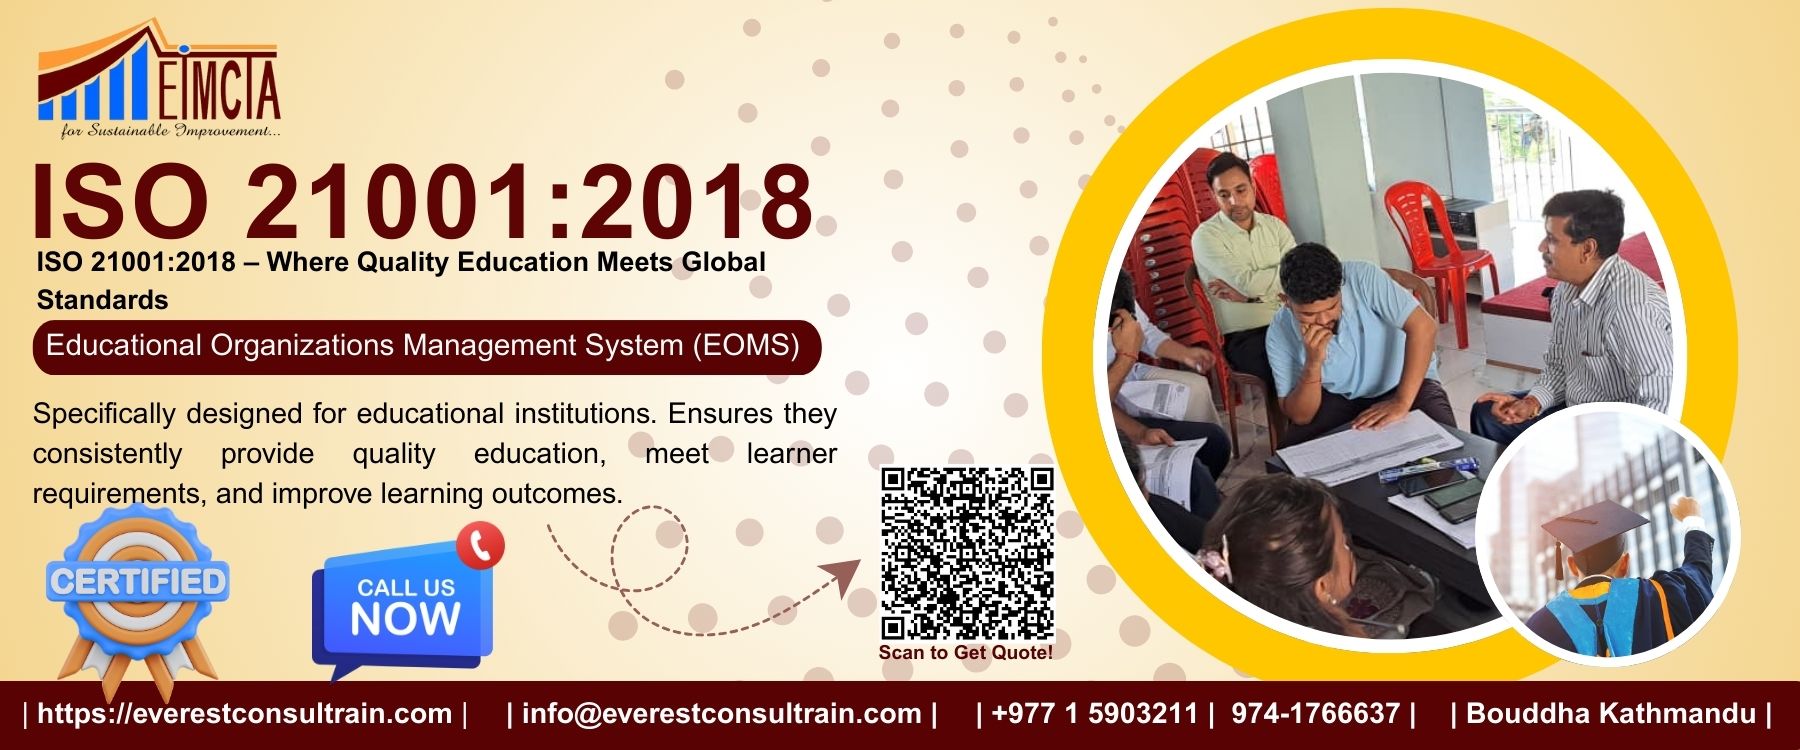 EIMCTA
for Sustainable Improvement...
ISO 21001:2018
ISO 21001:2018 – Where Quality Education Meets Global
Standards
Educational Organizations Management System (EOMS)
Specifically designed for educational institutions. Ensures they
consistently provide quality education, meet learner
requirements, and improve learning outcomes.
CERTIFIED
CALL US
NOW
Scan to Get Quote!
| https://everestconsultrain.com | | info@everestconsultrain.com | | +977 1 5903211 | 974-1766637 | | Bouddha Kathmandu |